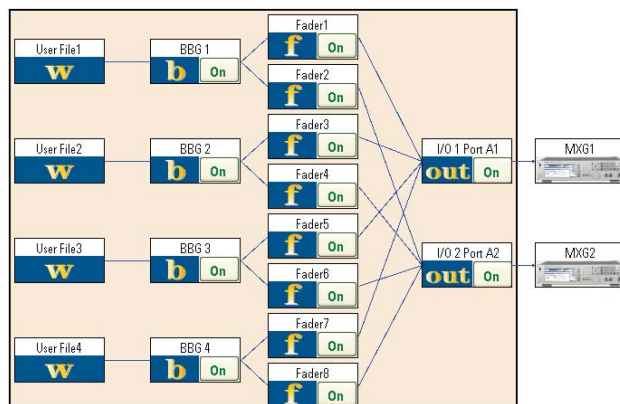 User File1
w
BBG 1
b On
Fader1
f On
Fader2
f On
User File2
w
BBG 2
b On
Fader3
f On
Fader4
f On
I/O 1 Port A1
out On
MXG1
User File3
w
BBG 3
b On
Fader5
f On
Fader6
f On
I/O 2 Port A2
out On
MXG2
User File4
w
BBG 4
b On
Fader7
f On
Fader8
f On